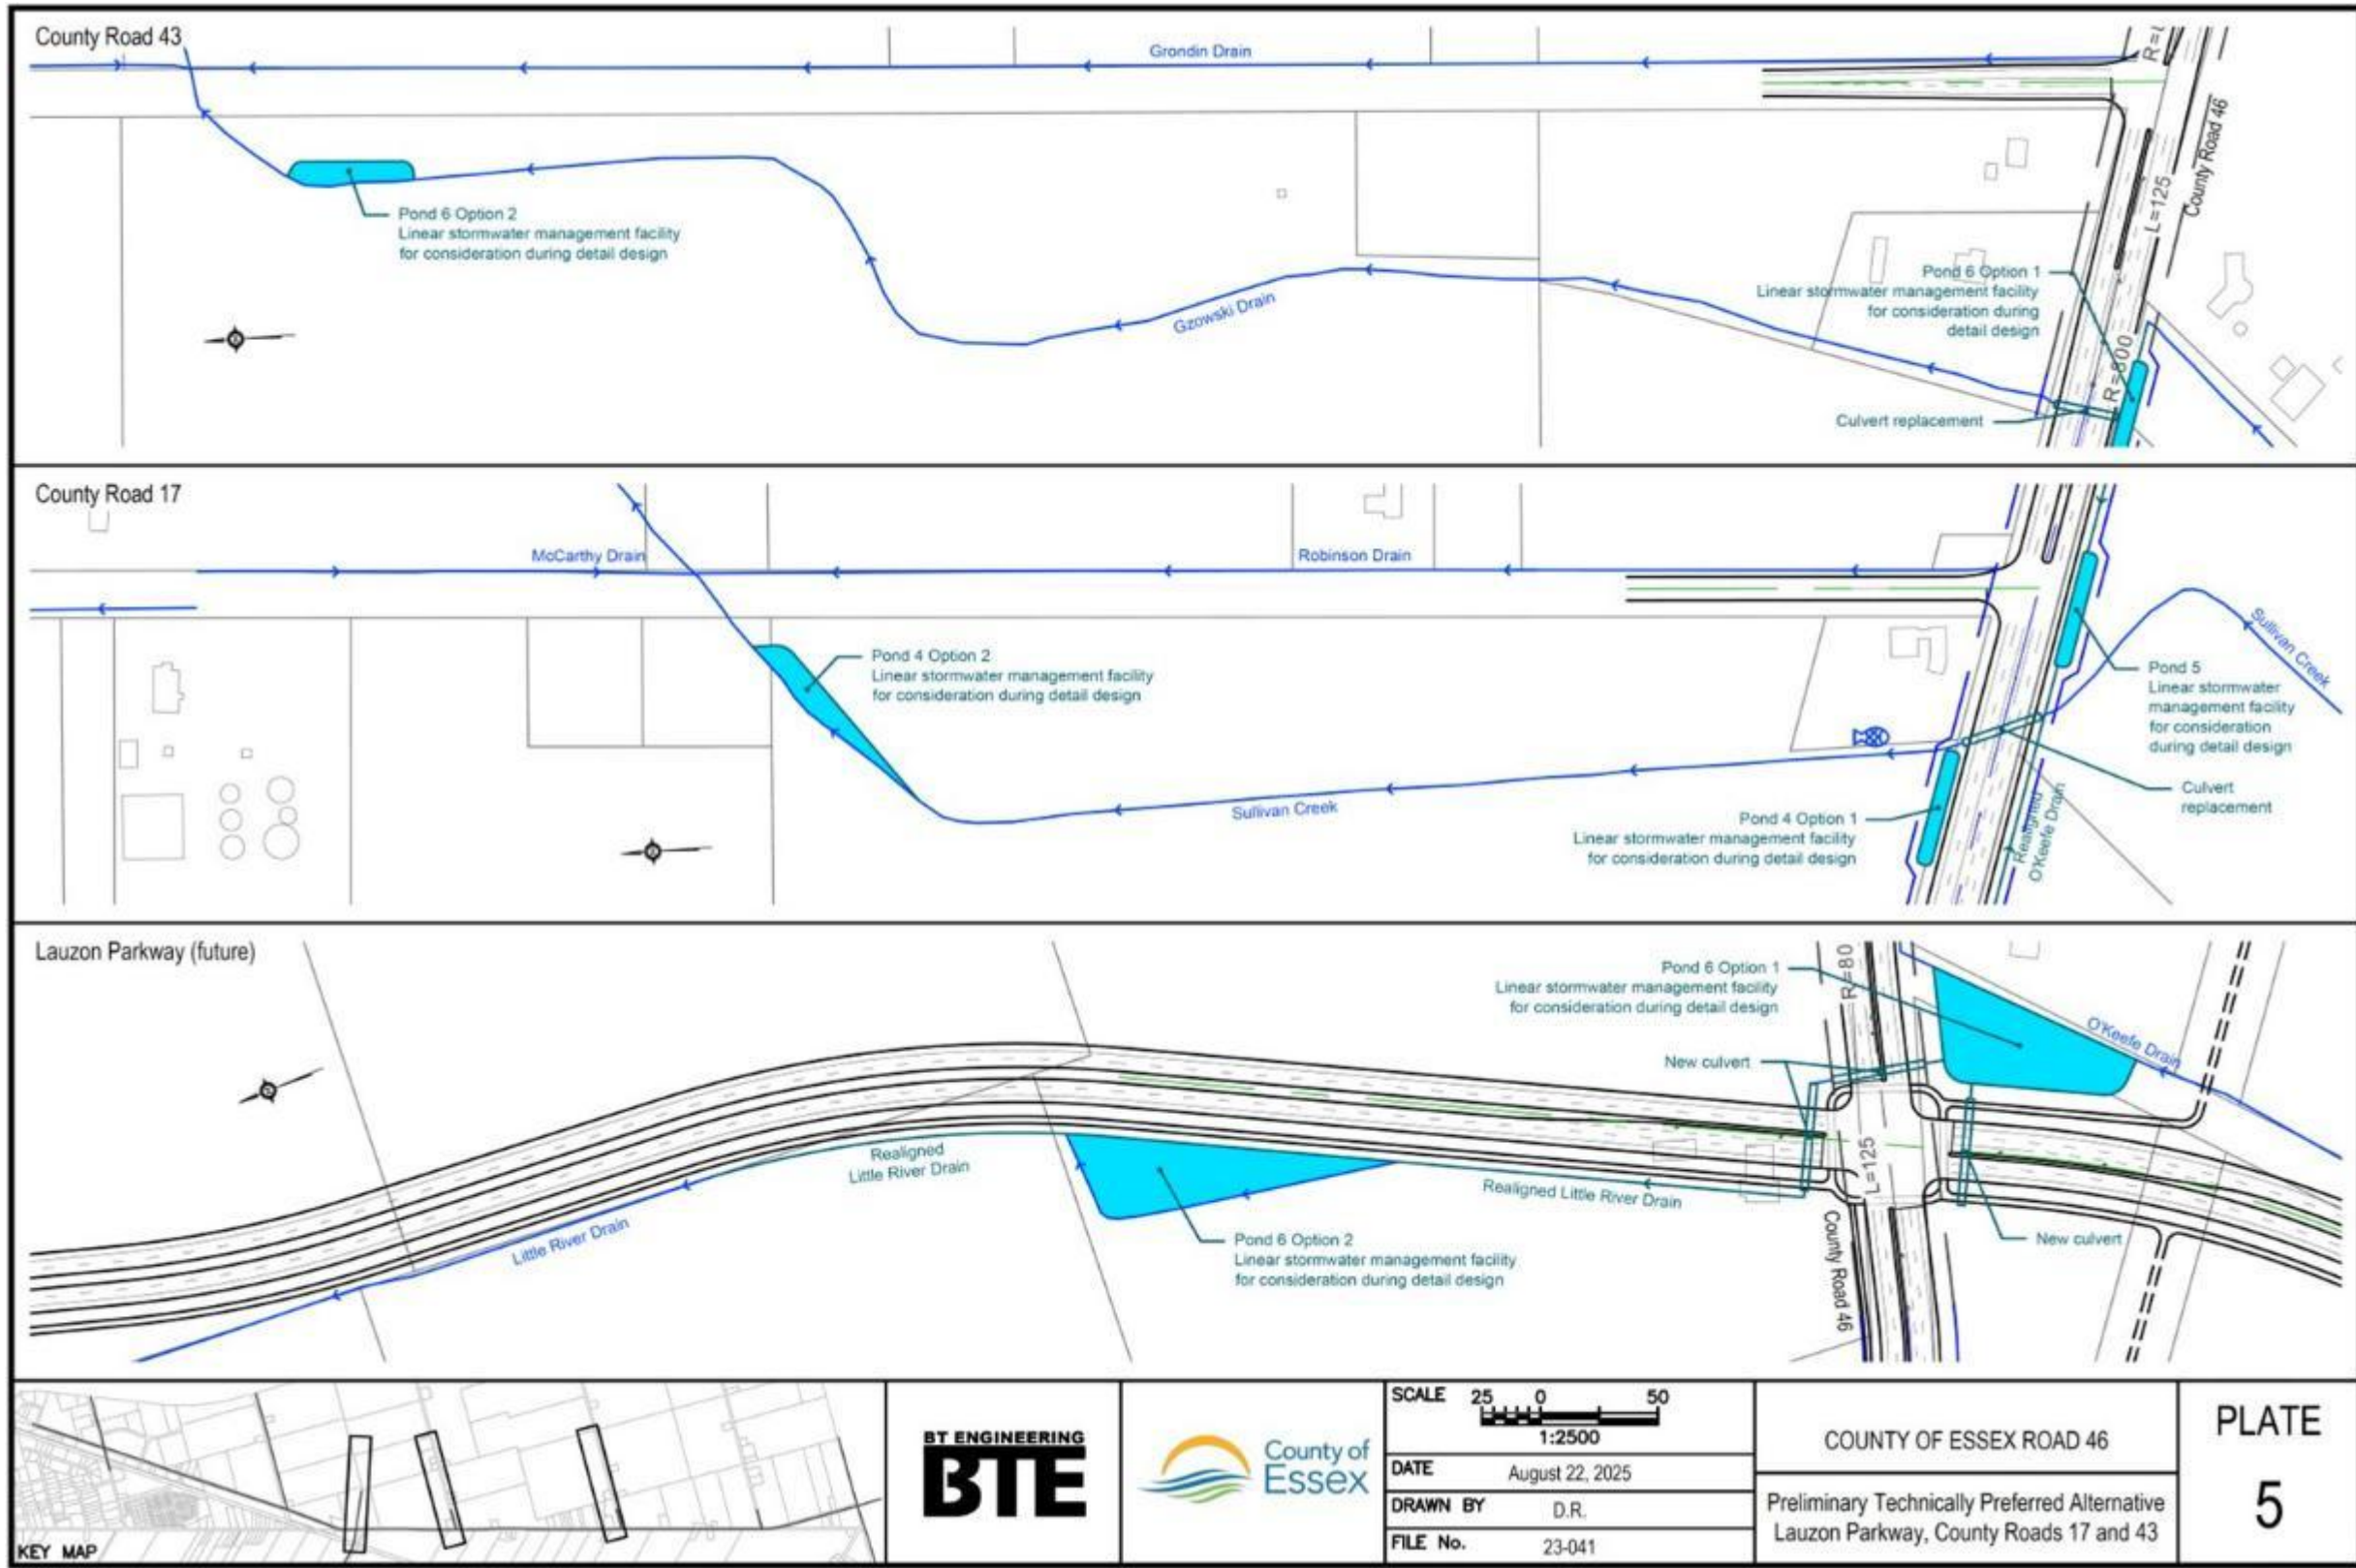 County Road 43
Grondin Drain
County Road 46
L=125
Pond 6 Option 2
Linear stormwater management facility
for consideration during detail design
Pond 6 Option 1
Linear stormwater management facility
for consideration during
detail design
Gzowski Drain
R=800
Culvert replacement
County Road 17
McCarthy Drain
Robinson Drain
Pond 4 Option 2
Linear stormwater management facility
for consideration during detail design
Sullivan Creek
Pond 5
Linear stormwater
management facility
for consideration
during detail design
Culvert
replacement
Sullivan Creek
Pond 4 Option 1
Linear stormwater management facility
for consideration during detail design
Realigned
O'Keefe Drain
Lauzon Parkway (future)
R=80
Pond 6 Option 1
Linear stormwater management facility
for consideration during detail design
O'Keefe Drain
New culvert
Realigned
Little River Drain
L=125
Realigned Little River Drain
Little River Drain
Pond 6 Option 2
Linear stormwater management facility
for consideration during detail design
County Road 46
New culvert
KEY MAP
BT ENGINEERING
BTE
County of
Essex
SCALE 25 0 50
1:2500
DATE August 22, 2025
DRAWN BY D.R.
FILE No. 23-041
COUNTY OF ESSEX ROAD 46
Preliminary Technically Preferred Alternative
Lauzon Parkway, County Roads 17 and 43
PLATE
5